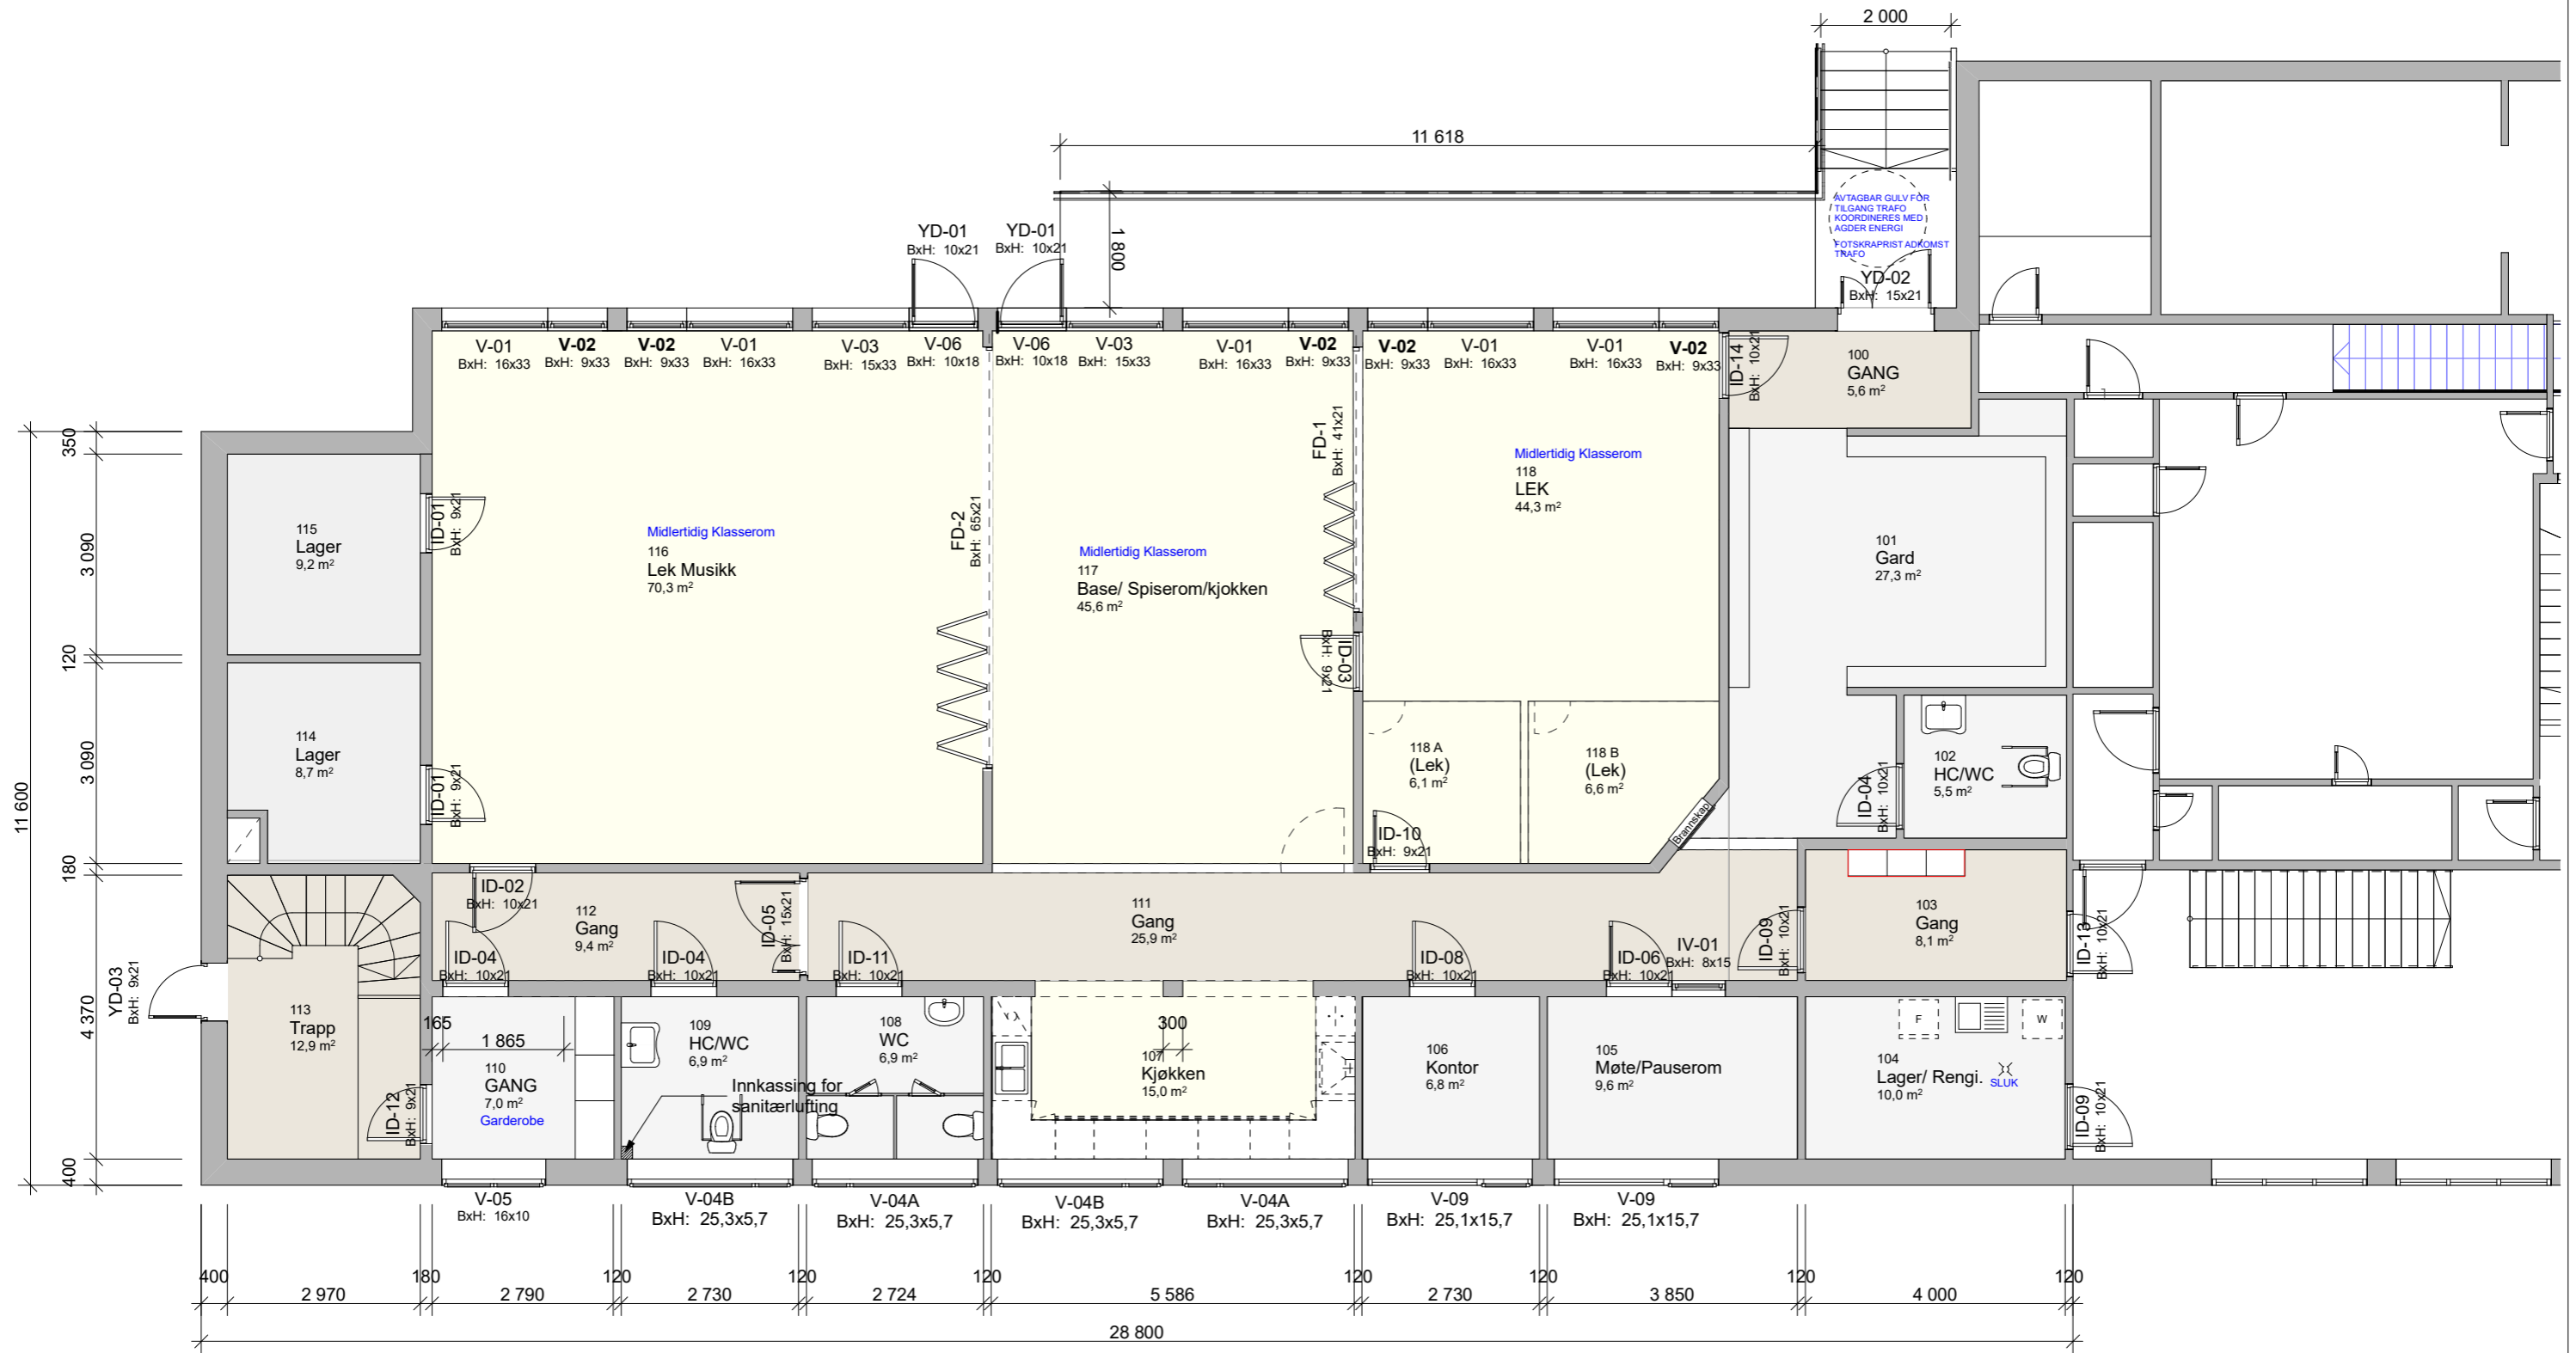 2 000
11 618
1 800
AVTAGBAR GULV FOR
TILGANG TRAFO
KOORDINERES MED
AGDER ENERGI
FOTSKRAPRIST ADKOMST
TRAFO
YD-01
BxH: 10x21
YD-01
BxH: 10x21
YD-02
BxH: 15x21
V-01
BxH: 16x33
V-02
BxH: 9x33
V-02
BxH: 9x33
V-01
BxH: 16x33
V-03
BxH: 15x33
V-06
BxH: 10x18
V-06
BxH: 10x18
V-03
BxH: 15x33
V-01
BxH: 16x33
V-02
BxH: 9x33
V-02
BxH: 9x33
V-01
BxH: 16x33
V-01
BxH: 16x33
V-02
BxH: 9x33
ID-14
BxH: 10x21
100
GANG
5,6 m²
FD-1
BxH: 41x21
FD-2
BxH: 65x21
Midlertidig Klasserom
118
LEK
44,3 m²
Midlertidig Klasserom
116
Lek Musikk
70,3 m²
Midlertidig Klasserom
117
Base/ Spiserom/kjokken
45,6 m²
115
Lager
9,2 m²
ID-01
BxH: 9x21
101
Gard
27,3 m²
ID-03
BxH: 9x21
114
Lager
8,7 m²
ID-01
BxH: 9x21
118 A
(Lek)
6,1 m²
118 B
(Lek)
6,6 m²
102
HC/WC
5,5 m²
ID-04
BxH: 10x21
Brannskap
ID-10
BxH: 9x21
ID-02
BxH: 10x21
112
Gang
9,4 m²
ID-05
BxH: 15x21
111
Gang
25,9 m²
103
Gang
8,1 m²
ID-04
BxH: 10x21
ID-04
BxH: 10x21
ID-11
BxH: 10x21
ID-08
BxH: 10x21
ID-06
BxH: 10x21
IV-01
BxH: 8x15
ID-09
BxH: 10x21
ID-13
BxH: 10x21
YD-03
BxH: 9x21
113
Trapp
12,9 m²
165
1 865
110
GANG
7,0 m²
Garderobe
ID-12
BxH: 9x21
109
HC/WC
6,9 m²
Innkassing for
sanitærlufting
108
WC
6,9 m²
300
107
Kjøkken
15,0 m²
106
Kontor
6,8 m²
105
Møte/Pauserom
9,6 m²
F
W
104
Lager/ Rengj.
10,0 m²
SLUK
ID-09
BxH: 10x21
350
3 090
120
3 090
180
4 370
400
11 600
V-05
BxH: 16x10
V-04B
BxH: 25,3x5,7
V-04A
BxH: 25,3x5,7
V-04B
BxH: 25,3x5,7
V-04A
BxH: 25,3x5,7
V-09
BxH: 25,1x15,7
V-09
BxH: 25,1x15,7
400
180
120
120
120
120
120
120
120
2 970
2 790
2 730
2 724
5 586
2 730
3 850
4 000
28 800